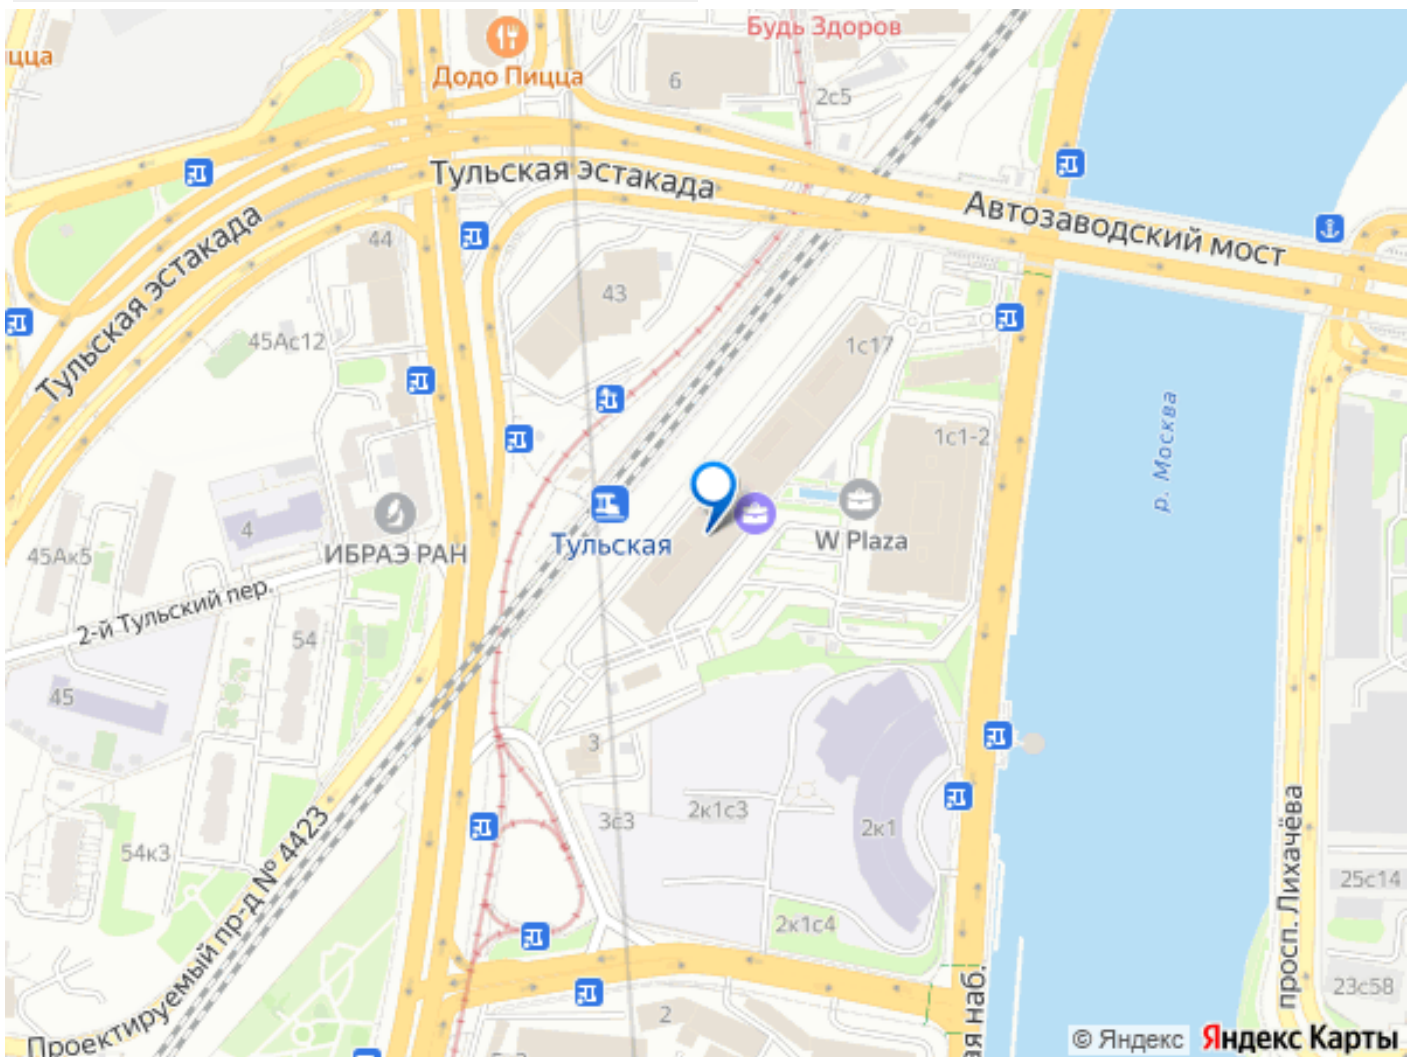 Будь Здоров
цца
Додо Пицца
6
2с5
Тульская эстакада
Автозаводский мост
Тульская эстакада
44
43
45Ас12
1с17
1с1-2
р. Москва
4
ИБРАЭ РАН
Тульская
W Plaza
45Ак5
2-й Тульский пер.
54
45
3
2к1с3
3с3
2к1
54к3
Проектируемый пр-д № 4423
просп. Лихачёва
25с14
2к1с4
23с58
2
ая наб.
© Яндекс
Яндекс Карты